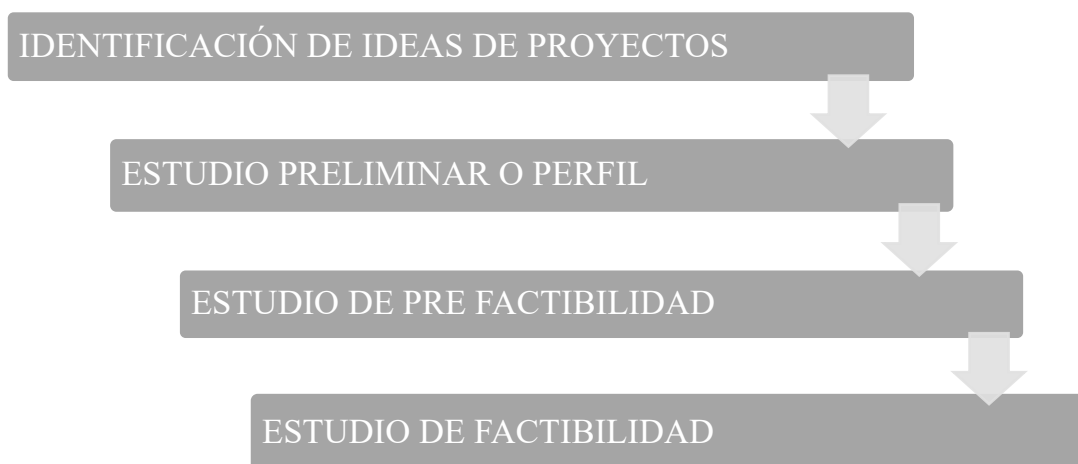 IDENTIFICACIÓN DE IDEAS DE PROYECTOS
ESTUDIO PRELIMINAR O PERFIL
ESTUDIO DE PRE FACTIBILIDAD
ESTUDIO DE FACTIBILIDAD